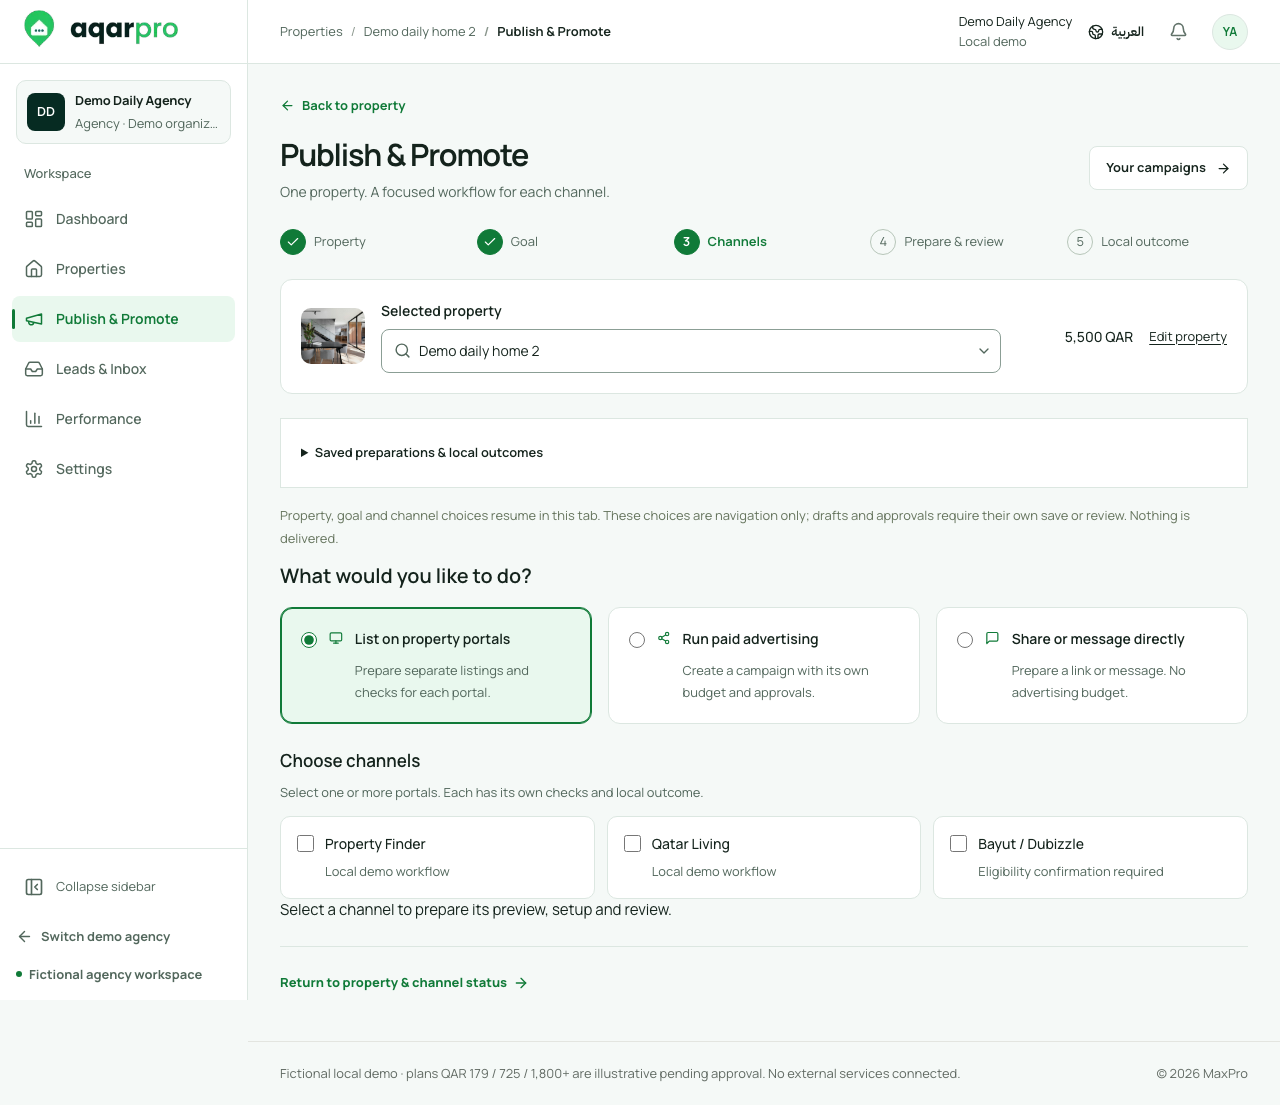 aqarpro
Properties / Demo daily home 2 / Publish & Promote
Demo Daily Agency
Local demo
العربية
YA
DD
Demo Daily Agency
Agency · Demo organiz...
Workspace
Dashboard
Properties
Publish & Promote
Leads & Inbox
Performance
Settings
Collapse sidebar
Switch demo agency
Fictional agency workspace
Back to property
Publish & Promote
One property. A focused workflow for each channel.
Your campaigns
Property
Goal
3 Channels
4 Prepare & review
5 Local outcome
Selected property
Demo daily home 2
5,500 QAR
Edit property
Saved preparations & local outcomes
Property, goal and channel choices resume in this tab. These choices are navigation only; drafts and approvals require their own save or review. Nothing is
delivered.
What would you like to do?
List on property portals
Prepare separate listings and
checks for each portal.
Run paid advertising
Create a campaign with its own
budget and approvals.
Share or message directly
Prepare a link or message. No
advertising budget.
Choose channels
Select one or more portals. Each has its own checks and local outcome.
Property Finder
Local demo workflow
Qatar Living
Local demo workflow
Bayut / Dubizzle
Eligibility confirmation required
Select a channel to prepare its preview, setup and review.
Return to property & channel status
Fictional local demo · plans QAR 179 / 725 / 1,800+ are illustrative pending approval. No external services connected.
© 2026 MaxPro